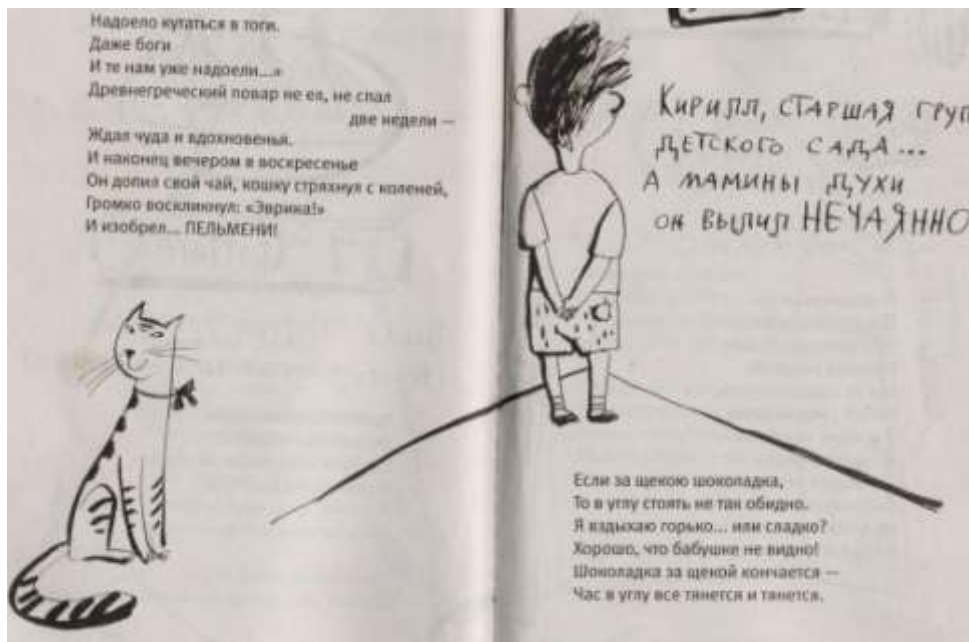 Надоело кутаться в тоги.
Даже боги
И те нам уже надоели...»
Древнегреческий повар не ел, не спал
две недели —
Ждал чуда и вдохновенья.
И наконец вечером в воскресенье
Он допил свой чай, кошку стряхнул с коленей,
Громко воскликнул: «Эврика!»
И изобрел... ПЕЛЬМЕНИ!
КИРИЛЛ, СТАРШАЯ ГРУП
ДЕТСКОГО САДА...
А МАМИНЫ ДУХИ
ОН ВЫЛИЛ НЕЧАЯННО
Если за щекою шоколадка,
То в углу стоять не так обидно.
Я вздыхаю горько... или сладко?
Хорошо, что бабушке не видно!
Шоколадка за щекой кончается —
Час в углу все тянется и тянется.